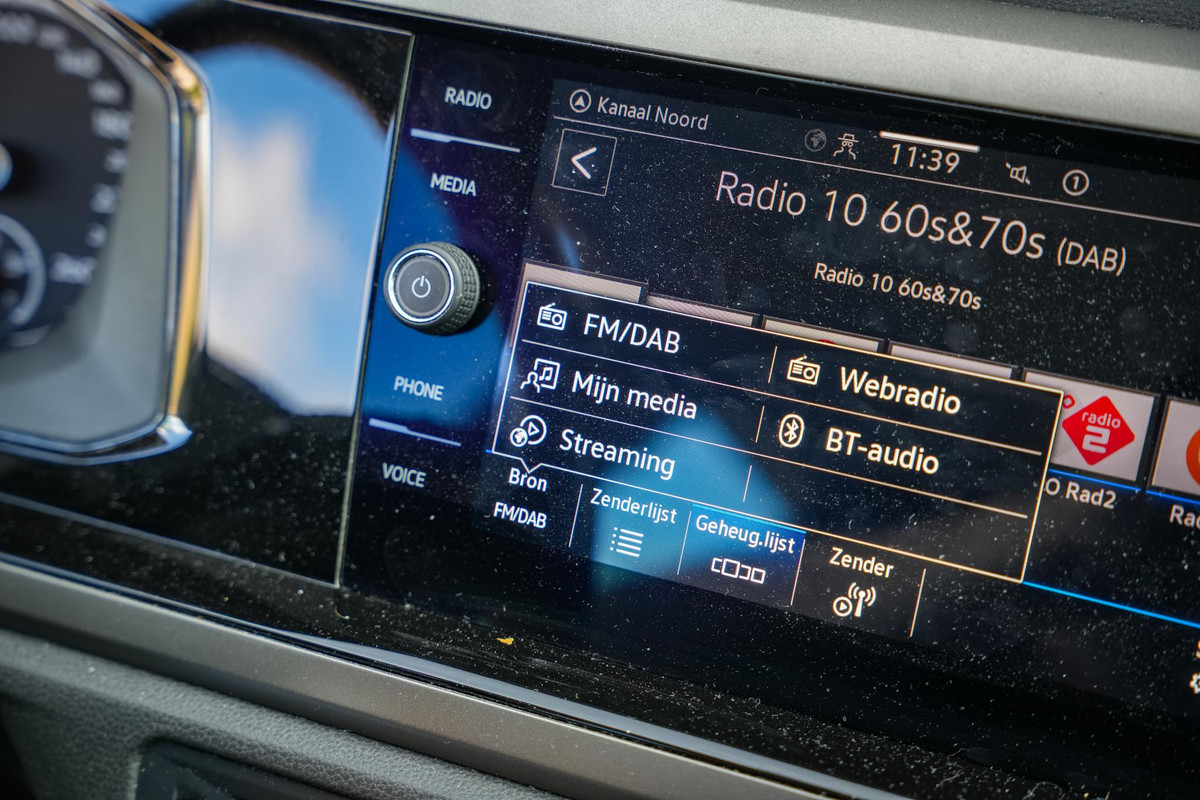 RADIO
MEDIA
PHONE
VOICE
Kanaal Noord
11:39
1
Radio 10 60s&70s (DAB)
Radio 10 60s&70s
FM/DAB
Webradio
Mijn media
BT-audio
Streaming
radio
2
O Rad2
Bron
FM/DAB
Zenderlijst
Geheug.lijst
Zender